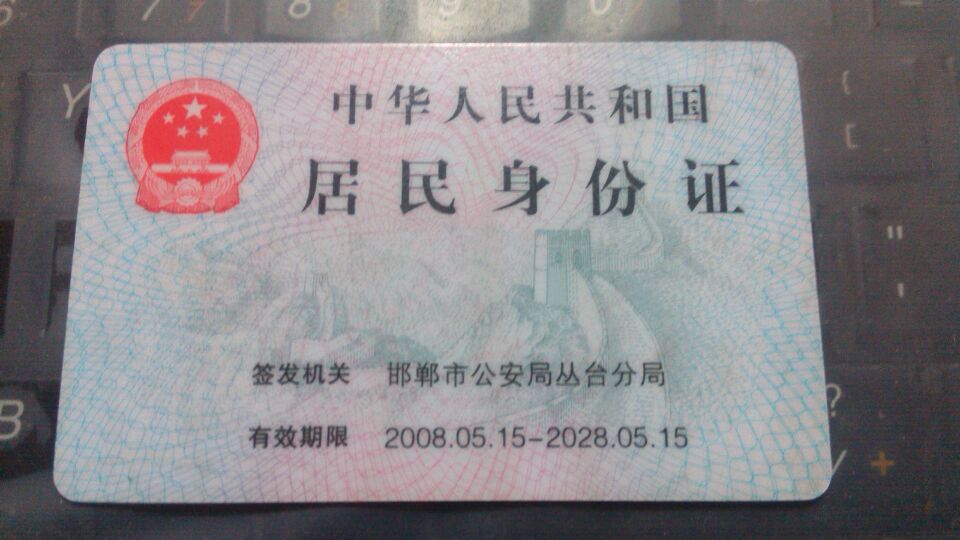 中华人民共和国
居民身份证
签发机关 邯郸市公安局丛台分局
有效期限 2008.05.15-2028.05.15